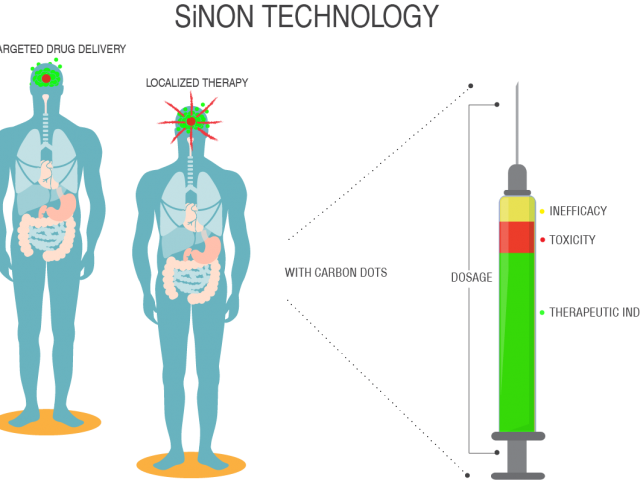 SiNON TECHNOLOGY
ARGETED DRUG DELIVERY
LOCALIZED THERAPY
INEFFICACY
TOXICITY
WITH CARBON DOTS
DOSAGE
THERAPEUTIC IND